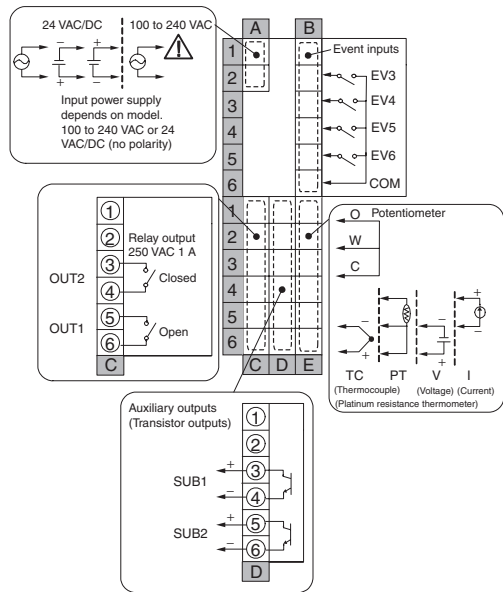 24 VAC/DC
100 to 240 VAC
− +
+ −
Input power supply
depends on model.
100 to 240 VAC or 24
VAC/DC (no polarity)
A B
1
2
3
4
5
6
Event inputs
EV3
EV4
EV5
EV6
COM
1
2
3
4
5
6
C D E
1
2
3
4
5
6
C
Relay output
250 VAC 1 A
OUT2
Closed
OUT1
Open
O
W
C
Potentiometer
− − +
+ + −
TC PT V I
(Thermocouple) (Voltage) (Current)
(Platinum resistance thermometer)
Auxiliary outputs
(Transistor outputs)
1
2
3
4
5
6
D
SUB1
+
−
SUB2
+
−